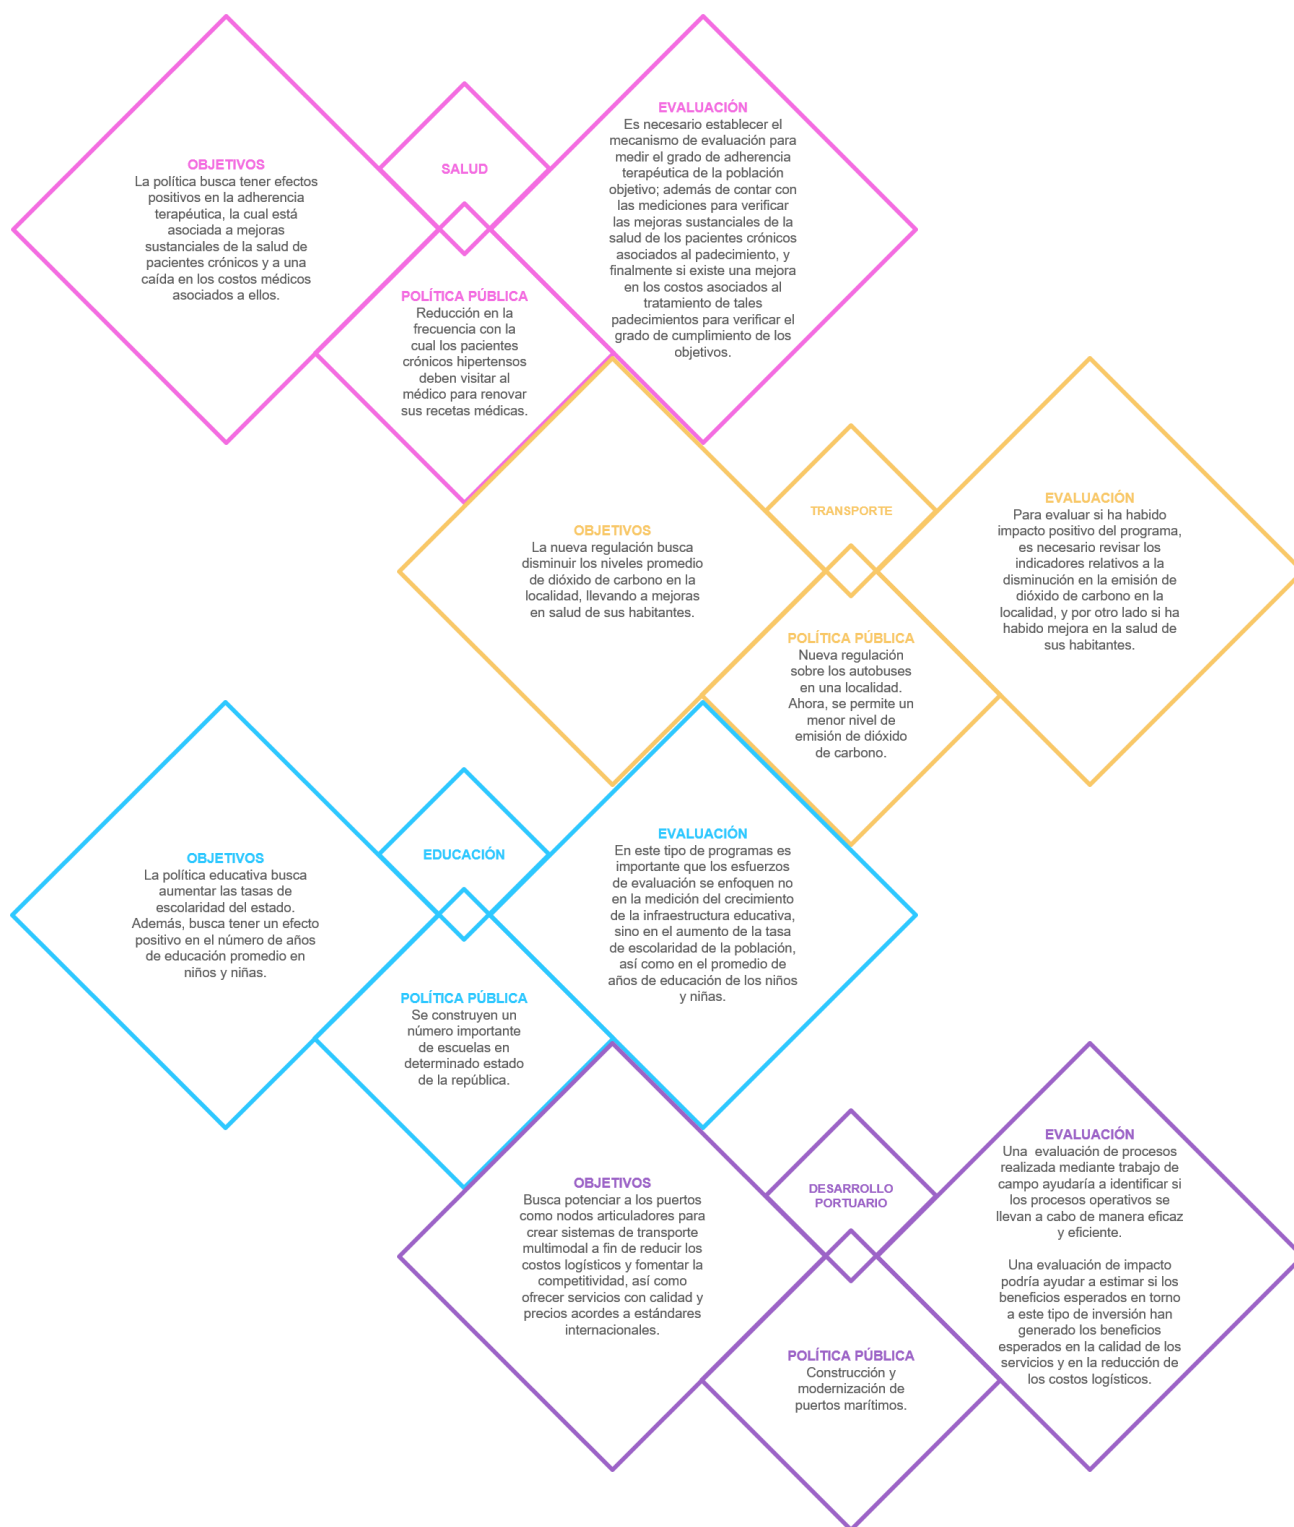 OBJETIVOS
La política busca tener efectos
positivos en la adherencia
terapéutica, la cual está
asociada a mejoras
sustanciales de la salud de
pacientes crónicos y a una
caída en los costos médicos
asociados a ellos.
SALUD
POLÍTICA PÚBLICA
Reducción en la
frecuencia con la
cual los pacientes
crónicos hipertensos
deben visitar al
médico para renovar
sus recetas médicas.
EVALUACIÓN
Es necesario establecer el
mecanismo de evaluación para
medir el grado de adherencia
terapéutica de la población
objetivo; además de contar con
las mediciones para verificar
las mejoras sustanciales de la
salud de los pacientes crónicos
asociados al padecimiento, y
finalmente si existe una mejora
en los costos asociados al
tratamiento de tales
padecimientos para verificar el
grado de cumplimiento de los
objetivos.
OBJETIVOS
La nueva regulación busca
disminuir los niveles promedio
de dióxido de carbono en la
localidad, llevando a mejoras
en salud de sus habitantes.
TRANSPORTE
POLÍTICA PÚBLICA
Nueva regulación
sobre los autobuses
en una localidad.
Ahora, se permite un
menor nivel de
emisión de dióxido
de carbono.
EVALUACIÓN
Para evaluar si ha habido
impacto positivo del programa,
es necesario revisar los
indicadores relativos a la
disminución en la emisión de
dióxido de carbono en la
localidad, y por otro lado si ha
habido mejora en la salud de
sus habitantes.
OBJETIVOS
La política educativa busca
aumentar las tasas de
escolaridad del estado.
Además, busca tener un efecto
positivo en el número de años
de educación promedio en
niños y niñas.
EDUCACIÓN
POLÍTICA PÚBLICA
Se construyen un
número importante
de escuelas en
determinado estado
de la república.
EVALUACIÓN
En este tipo de programas es
importante que los esfuerzos
de evaluación se enfoquen no
en la medición del crecimiento
de la infraestructura educativa,
sino en el aumento de la tasa
de escolaridad de la población,
así como en el promedio de
años de educación de los niños
y niñas.
OBJETIVOS
Busca potenciar a los puertos
como nodos articuladores para
crear sistemas de transporte
multimodal a fin de reducir los
costos logísticos y fomentar la
competitividad, así como
ofrecer servicios con calidad y
precios acordes a estándares
internacionales.
DESARROLLO
PORTUARIO
POLÍTICA PÚBLICA
Construcción y
modernización de
puertos marítimos.
EVALUACIÓN
Una evaluación de procesos
realizada mediante trabajo de
campo ayudaría a identificar si
los procesos operativos se
llevan a cabo de manera eficaz
y eficiente.
Una evaluación de impacto
podría ayudar a estimar si los
beneficios esperados en torno
a este tipo de inversión han
generado los beneficios
esperados en la calidad de los
servicios y en la reducción de
los costos logísticos.